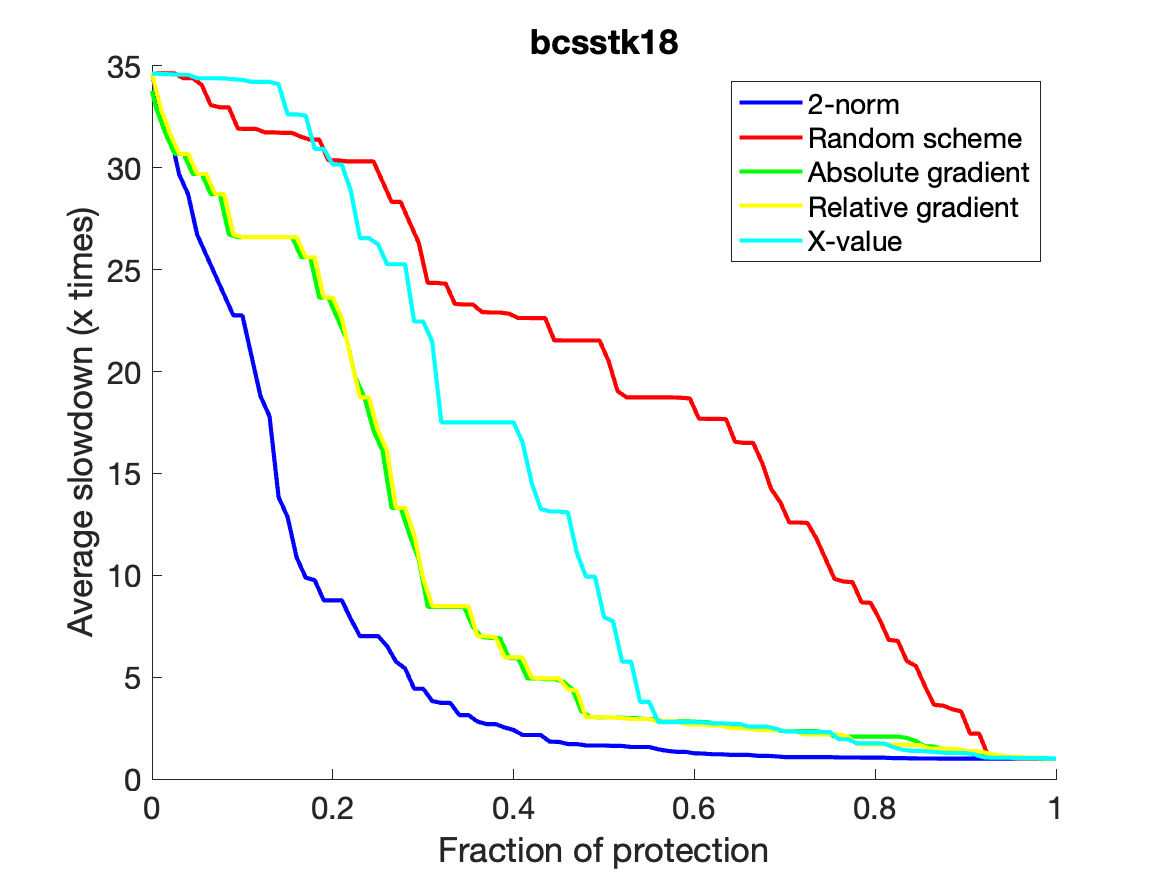 bcsstk18
35
30
25
20
15
10
5
0
Average slowdown (x times)
2-norm
Random scheme
Absolute gradient
Relative gradient
X-value
0 0.2 0.4 0.6 0.8 1
Fraction of protection